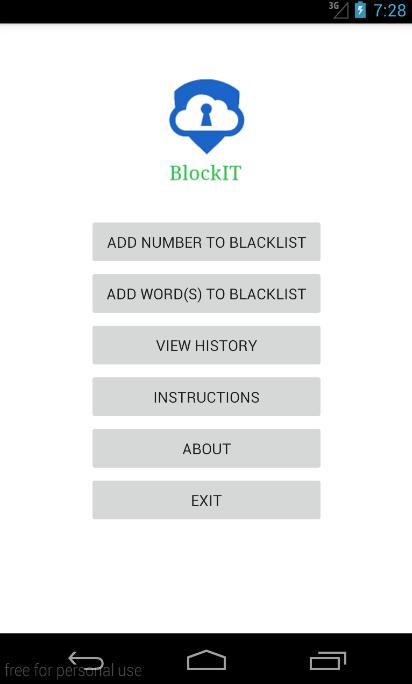 3G 7:28
BlockIT
ADD NUMBER TO BLACKLIST
ADD WORD(S) TO BLACKLIST
VIEW HISTORY
INSTRUCTIONS
ABOUT
EXIT
free for personal use